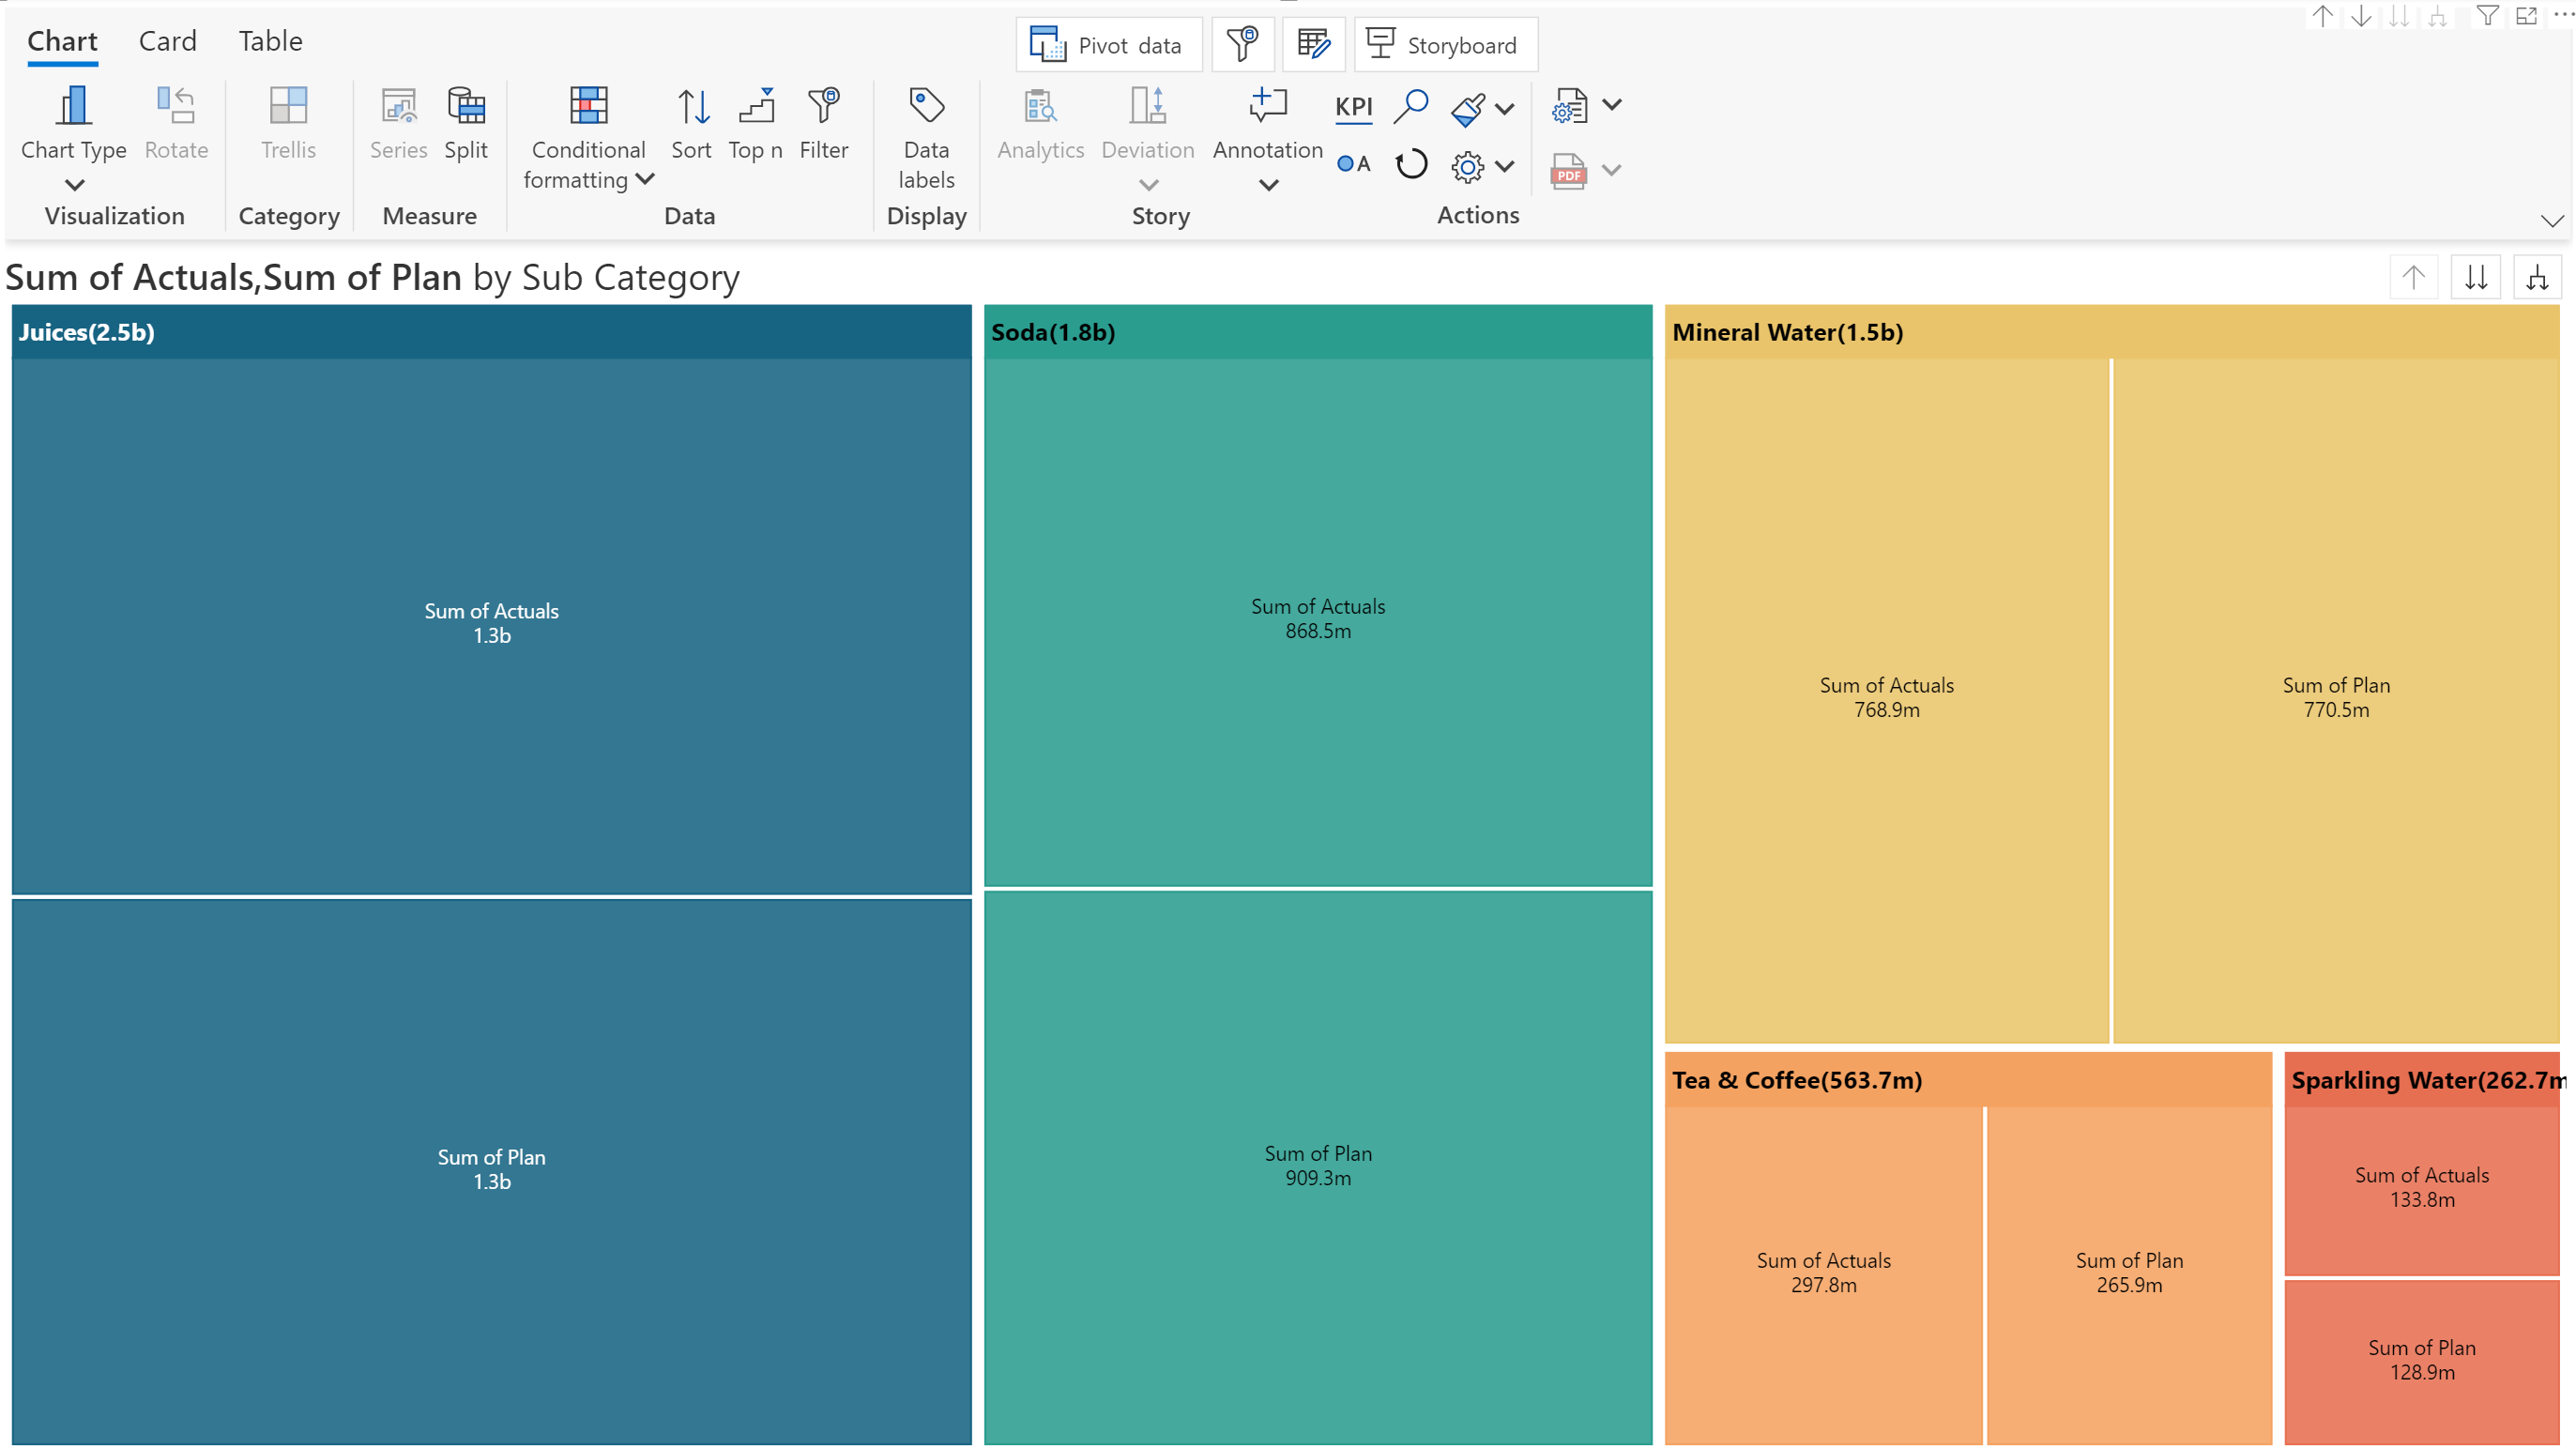 Chart
Card
Table
Pivot data
Storyboard
Chart Type
Rotate
Trellis
Series
Split
Conditional
formatting
Sort
Top n
Filter
Data
labels
Analytics
Deviation
Annotation
KPI
A
PDF
Visualization
Category
Measure
Data
Display
Story
Actions
Sum of Actuals,Sum of Plan by Sub Category
Juices(2.5b)
Sum of Actuals
1.3b
Sum of Plan
1.3b
Soda(1.8b)
Sum of Actuals
868.5m
Sum of Plan
909.3m
Mineral Water(1.5b)
Sum of Actuals
768.9m
Sum of Plan
770.5m
Tea & Coffee(563.7m)
Sum of Actuals
297.8m
Sum of Plan
265.9m
Sparkling Water(262.7m
Sum of Actuals
133.8m
Sum of Plan
128.9m